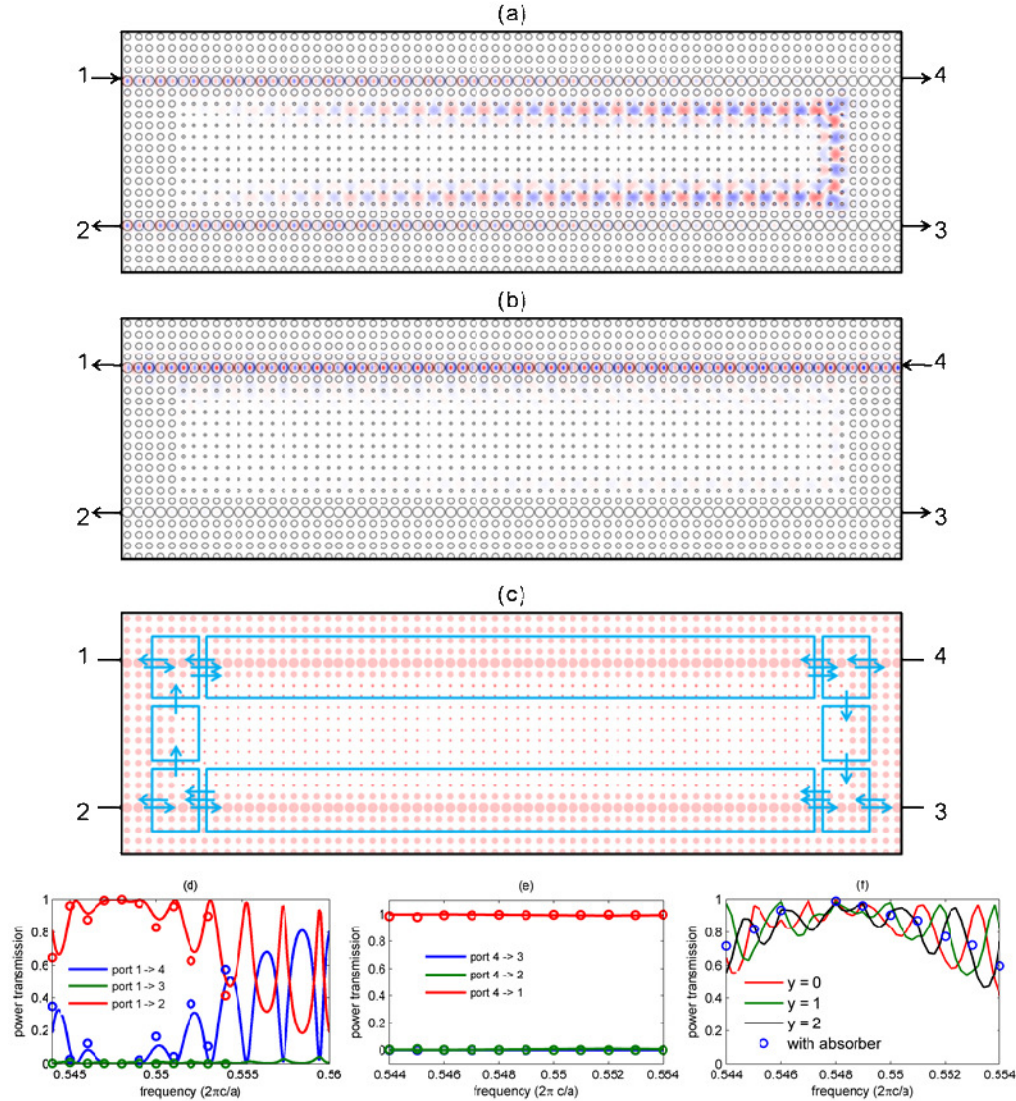 (a)
1 4
2 3
(b)
1 4
2 3
(c)
1 4
2 3
(d)
power transmission
1
0.8
0.6
0.4
0.2
0
port 1 -> 4
port 1 -> 3
port 1 -> 2
0.545 0.55 0.555 0.56
frequency (2πc/a)
(e)
power transmission
1
0.8
0.6
0.4
0.2
0
port 4 -> 3
port 4 -> 2
port 4 -> 1
0.544 0.546 0.548 0.55 0.552 0.554
frequency (2π c/a)
(f)
power transmission
1
0.8
0.6
0.4
0.2
0
y = 0
y = 1
y = 2
with absorber
0.544 0.546 0.548 0.55 0.552 0.554
frequency (2πc/a)